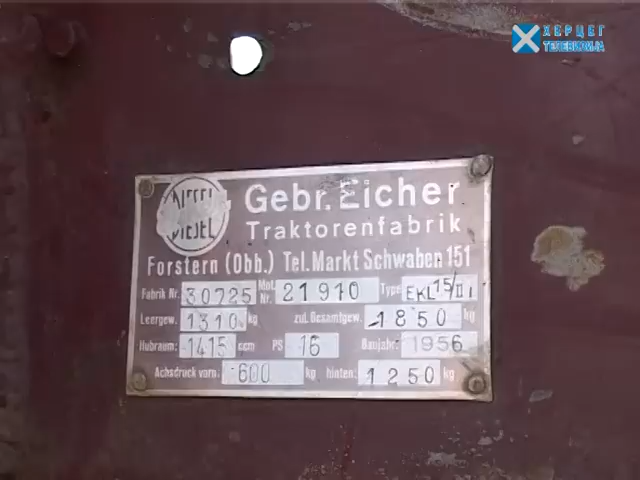 ХЕРЦЕГ
ТЕЛЕВИЗИЈА
DIESEL
Gebr. Eicher
DIESEL
Traktorenfabrik
Forstern (Obb.) Tel. Markt Schwaben 151
Fabrik Nr. 30725 Mot. Nr. 21910 Type EKL 15/II
Leergew. 1310 kg zul. Gesamtgew. 1850 kg
Hubraum: 1415 ccm PS 16 Baujahr: 1956
Achsdruck vorn: 600 kg hinten: 1250 kg